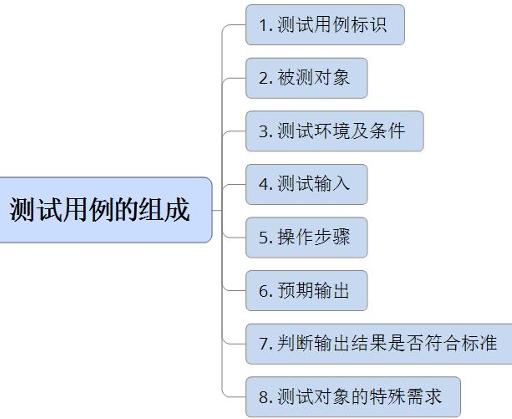 测试用例的组成
1. 测试用例标识
2. 被测对象
3. 测试环境及条件
4. 测试输入
5. 操作步骤
6. 预期输出
7. 判断输出结果是否符合标准
8. 测试对象的特殊需求